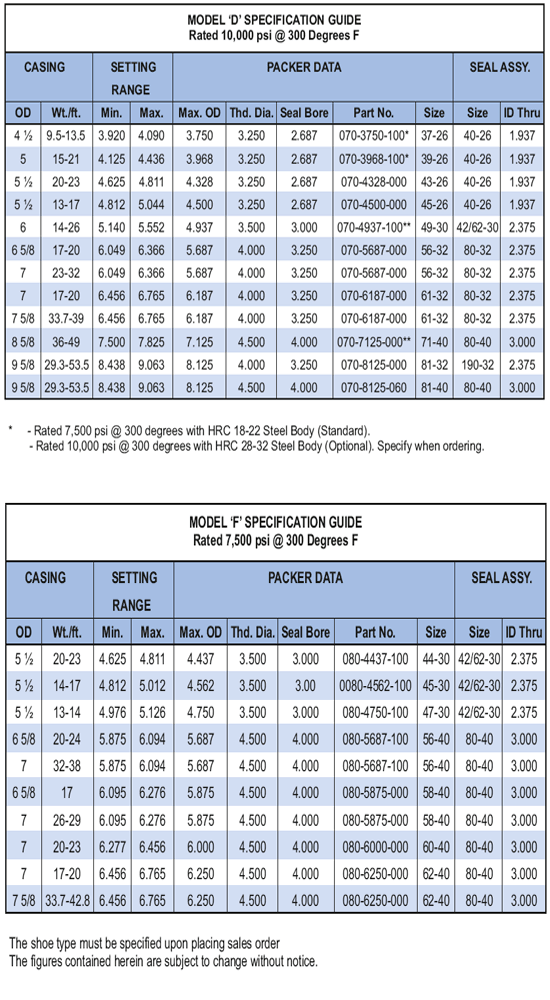 MODEL ‘D’ SPECIFICATION GUIDE
Rated 10,000 psi @ 300 Degrees F
CASING SETTING RANGE PACKER DATA SEAL ASSY.
OD Wt./ft. Min. Max. Max. OD Thd. Dia. Seal Bore Part No. Size Size ID Thru
4 ½ 9.5-13.5 3.920 4.090 3.750 3.250 2.687 070-3750-100* 37-26 40-26 1.937
5 15-21 4.125 4.436 3.968 3.250 2.687 070-3968-100* 39-26 40-26 1.937
5 ½ 20-23 4.625 4.811 4.328 3.250 2.687 070-4328-000 43-26 40-26 1.937
5 ½ 13-17 4.812 5.044 4.500 3.250 2.687 070-4500-000 45-26 40-26 1.937
6 14-26 5.140 5.552 4.937 3.500 3.000 070-4937-100** 49-30 42/62-30 2.375
6 5/8 17-20 6.049 6.366 5.687 4.000 3.250 070-5687-000 56-32 80-32 2.375
7 23-32 6.049 6.366 5.687 4.000 3.250 070-5687-000 56-32 80-32 2.375
7 17-20 6.456 6.765 6.187 4.000 3.250 070-6187-000 61-32 80-32 2.375
7 5/8 33.7-39 6.456 6.765 6.187 4.000 3.250 070-6187-000 61-32 80-32 2.375
8 5/8 36-49 7.500 7.825 7.125 4.500 4.000 070-7125-000** 71-40 80-40 3.000
9 5/8 29.3-53.5 8.438 9.063 8.125 4.000 3.250 070-8125-000 81-32 190-32 2.375
9 5/8 29.3-53.5 8.438 9.063 8.125 4.500 4.000 070-8125-060 81-40 80-40 3.000
* - Rated 7,500 psi @ 300 degrees with HRC 18-22 Steel Body (Standard).
- Rated 10,000 psi @ 300 degrees with HRC 28-32 Steel Body (Optional). Specify when ordering.
MODEL ‘F’ SPECIFICATION GUIDE
Rated 7,500 psi @ 300 Degrees F
CASING SETTING RANGE PACKER DATA SEAL ASSY.
OD Wt./ft. Min. Max. Max. OD Thd. Dia. Seal Bore Part No. Size Size ID Thru
5 ½ 20-23 4.625 4.811 4.437 3.500 3.000 080-4437-100 44-30 42/62-30 2.375
5 ½ 14-17 4.812 5.012 4.562 3.500 3.00 0080-4562-100 45-30 42/62-30 2.375
5 ½ 13-14 4.976 5.126 4.750 3.500 3.000 080-4750-100 47-30 42/62-30 2.375
6 5/8 20-24 5.875 6.094 5.687 4.500 4.000 080-5687-100 56-40 80-40 3.000
7 32-38 5.875 6.094 5.687 4.500 4.000 080-5687-100 56-40 80-40 3.000
6 5/8 17 6.095 6.276 5.875 4.500 4.000 080-5875-000 58-40 80-40 3.000
7 26-29 6.095 6.276 5.875 4.500 4.000 080-5875-000 58-40 80-40 3.000
7 20-23 6.277 6.456 6.000 4.500 4.000 080-6000-000 60-40 80-40 3.000
7 17-20 6.456 6.765 6.250 4.500 4.000 080-6250-000 62-40 80-40 3.000
7 5/8 33.7-42.8 6.456 6.765 6.250 4.500 4.000 080-6250-000 62-40 80-40 3.000
The shoe type must be specified upon placing sales order
The figures contained herein are subject to change without notice.